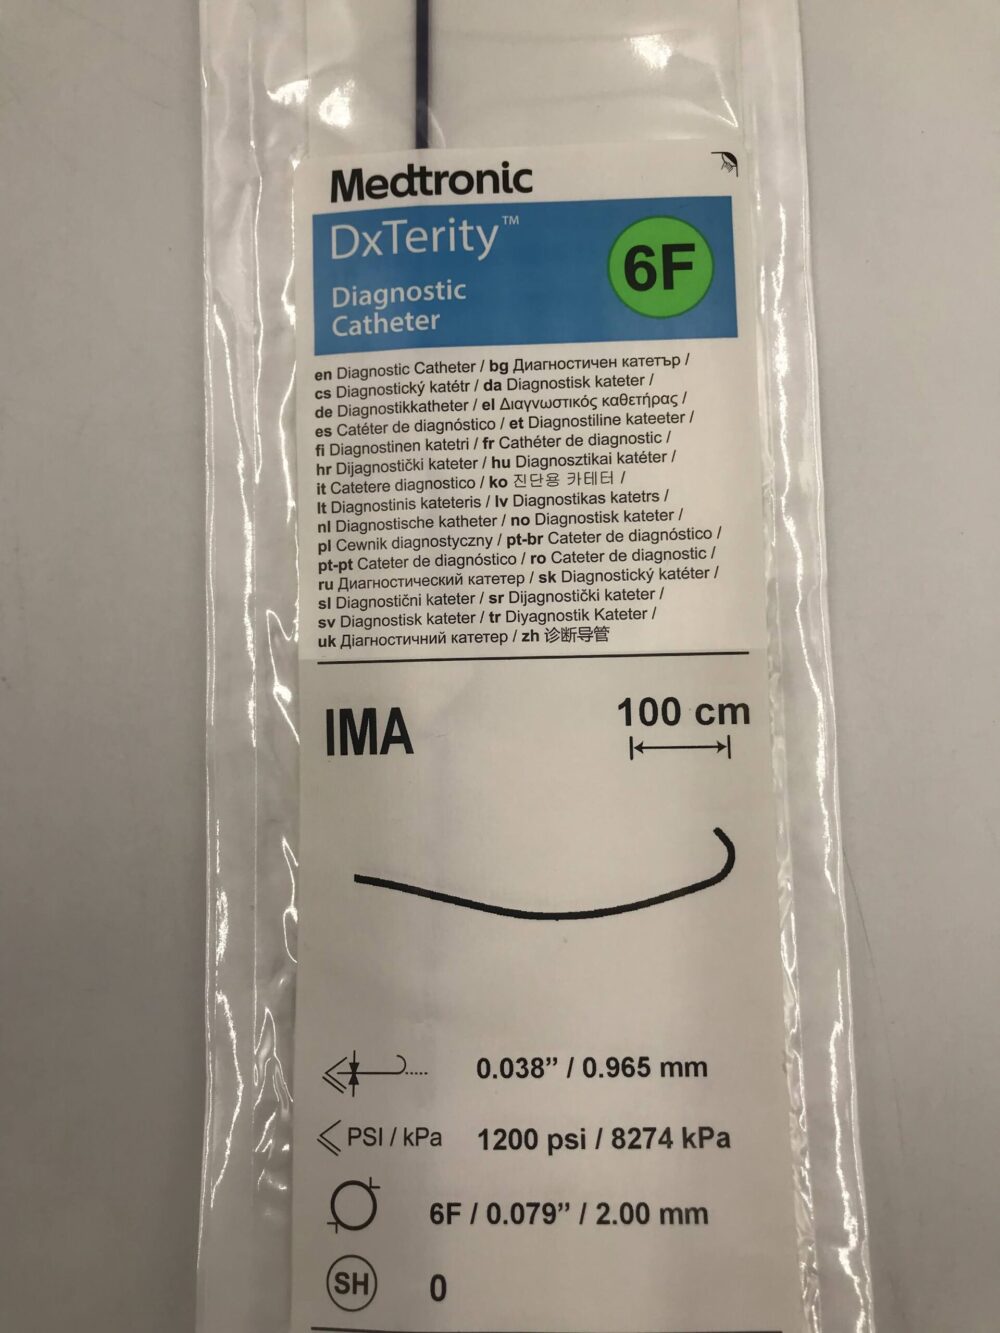 Medtronic
DxTerity™
6F
Diagnostic
Catheter
en Diagnostic Catheter / bg Диагностичен катетър /
cs Diagnostický katétr / da Diagnostisk kateter /
de Diagnostikkatheter / el Διαγνωστικός καθετήρας /
es Catéter de diagnóstico / et Diagnostiline kateeter /
fi Diagnostinen katetri / fr Cathéter de diagnostic /
hr Dijagnostički kateter / hu Diagnosztikai katéter /
it Catetere diagnostico / ko 진단용 카테터 /
lt Diagnostinis kateteris / lv Diagnostikas katetrs /
nl Diagnostische katheter / no Diagnostisk kateter /
pl Cewnik diagnostyczny / pt-br Cateter de diagnóstico /
pt-pt Cateter de diagnóstico / ro Cateter de diagnostic /
ru Диагностический катетер / sk Diagnostický katéter /
sl Diagnostični kateter / sr Dijagnostički kateter /
sv Diagnostisk kateter / tr Diyagnostik Kateter /
uk Діагностичний катетер / zh 诊断导管
IMA
100 cm
0.038” / 0.965 mm
PSI / kPa 1200 psi / 8274 kPa
6F / 0.079” / 2.00 mm
SH 0